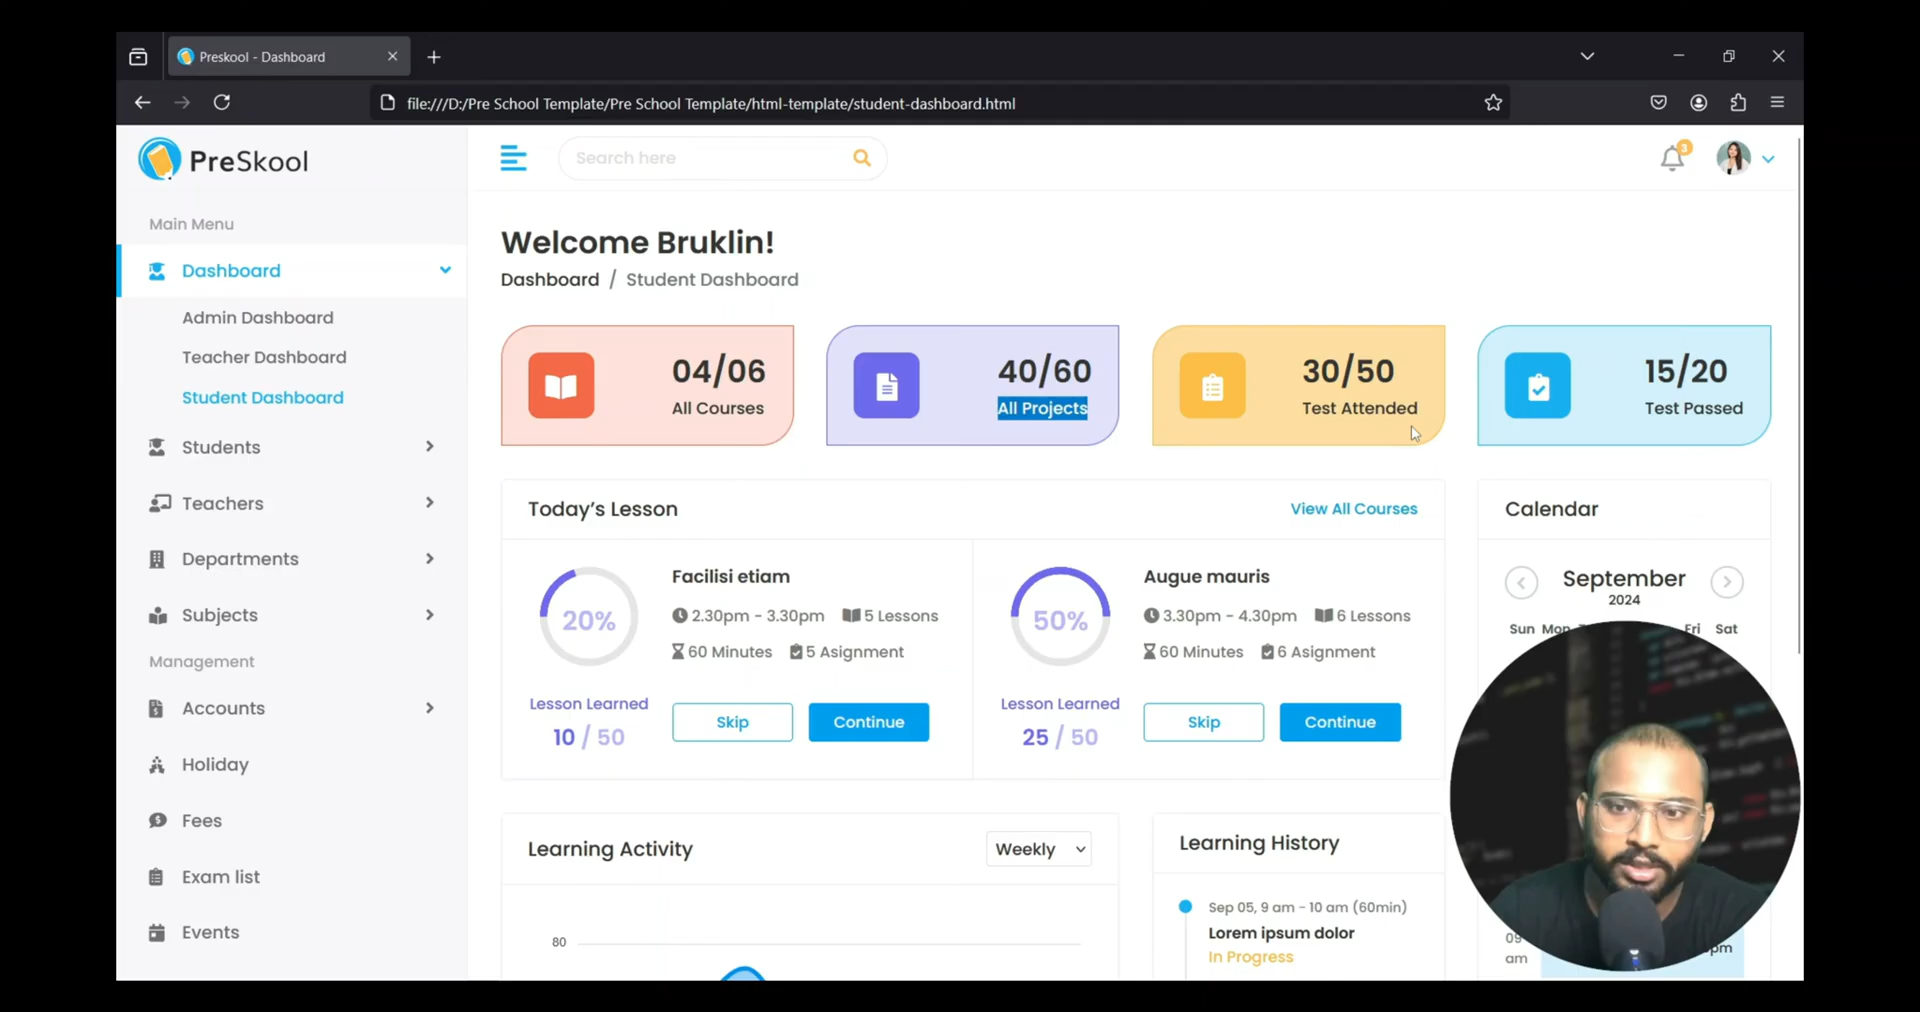 Preskool - Dashboard
file:///D:/Pre School Template/Pre School Template/html-template/student-dashboard.html
PreSkool
Search here
3
Main Menu
Dashboard
Admin Dashboard
Teacher Dashboard
Student Dashboard
Students
Teachers
Departments
Subjects
Management
Accounts
Holiday
Fees
Exam list
Events
Welcome Bruklin!
Dashboard / Student Dashboard
04/06
All Courses
40/60
All Projects
30/50
Test Attended
15/20
Test Passed
Today's Lesson
View All Courses
20%
Facilisi etiam
2.30pm - 3.30pm 5 Lessons
60 Minutes 5 Asignment
Lesson Learned
10 / 50
Skip
Continue
50%
Augue mauris
3.30pm - 4.30pm 6 Lessons
60 Minutes 6 Asignment
Lesson Learned
25 / 50
Skip
Continue
Calendar
September
2024
Sun Mon Fri Sat
Learning Activity
Weekly
80
Learning History
Sep 05, 9 am - 10 am (60min)
Lorem ipsum dolor
In Progress
09
am
pm